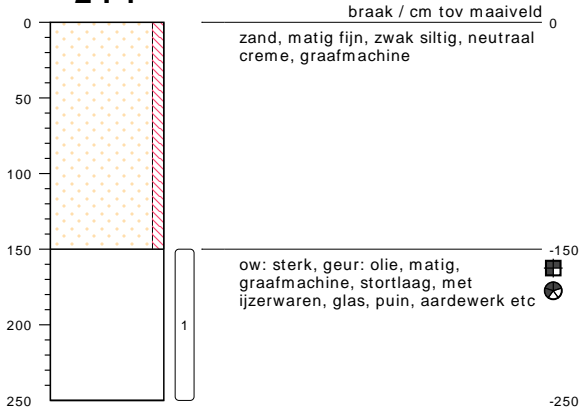 braak / cm tov maaiveld
0
0
zand, matig fijn, zwak siltig, neutraal
creme, graafmachine
50
100
150
-150
ow: sterk, geur: olie, matig,
graafmachine, stortlaag, met
ijzerwaren, glas, puin, aardewerk etc
200
1
250
-250